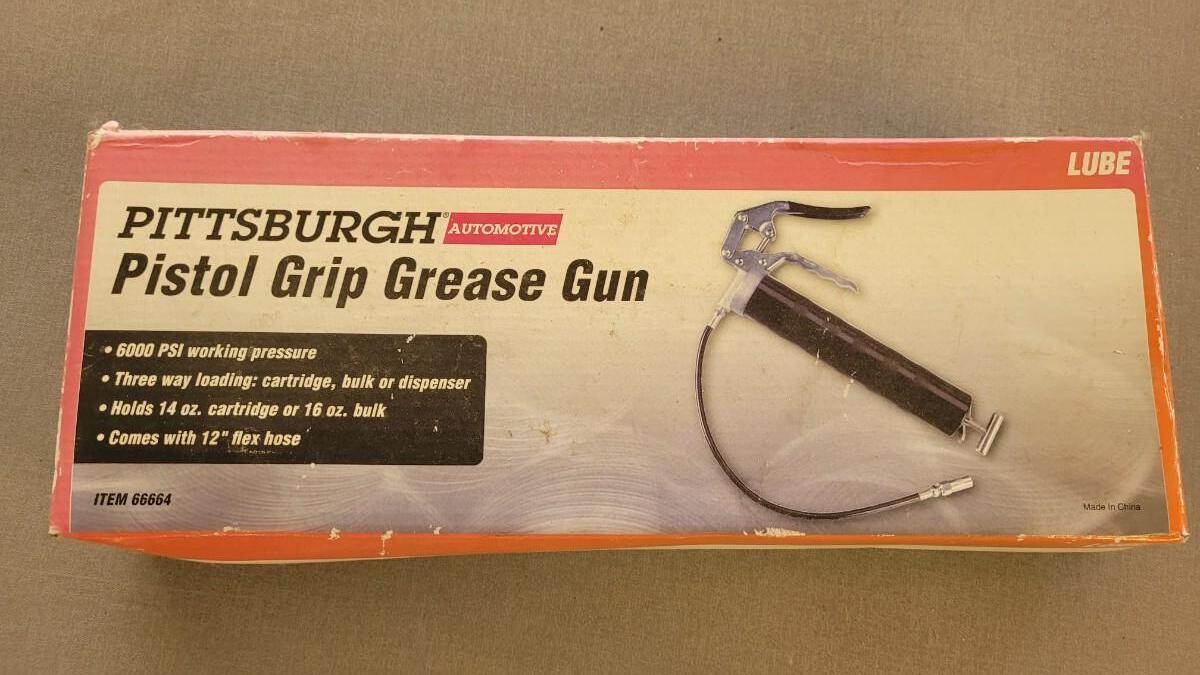 LUBE
PITTSBURGH® AUTOMOTIVE
Pistol Grip Grease Gun
• 6000 PSI working pressure
• Three way loading: cartridge, bulk or dispenser
• Holds 14 oz. cartridge or 16 oz. bulk
• Comes with 12" flex hose
ITEM 66664
Made In China